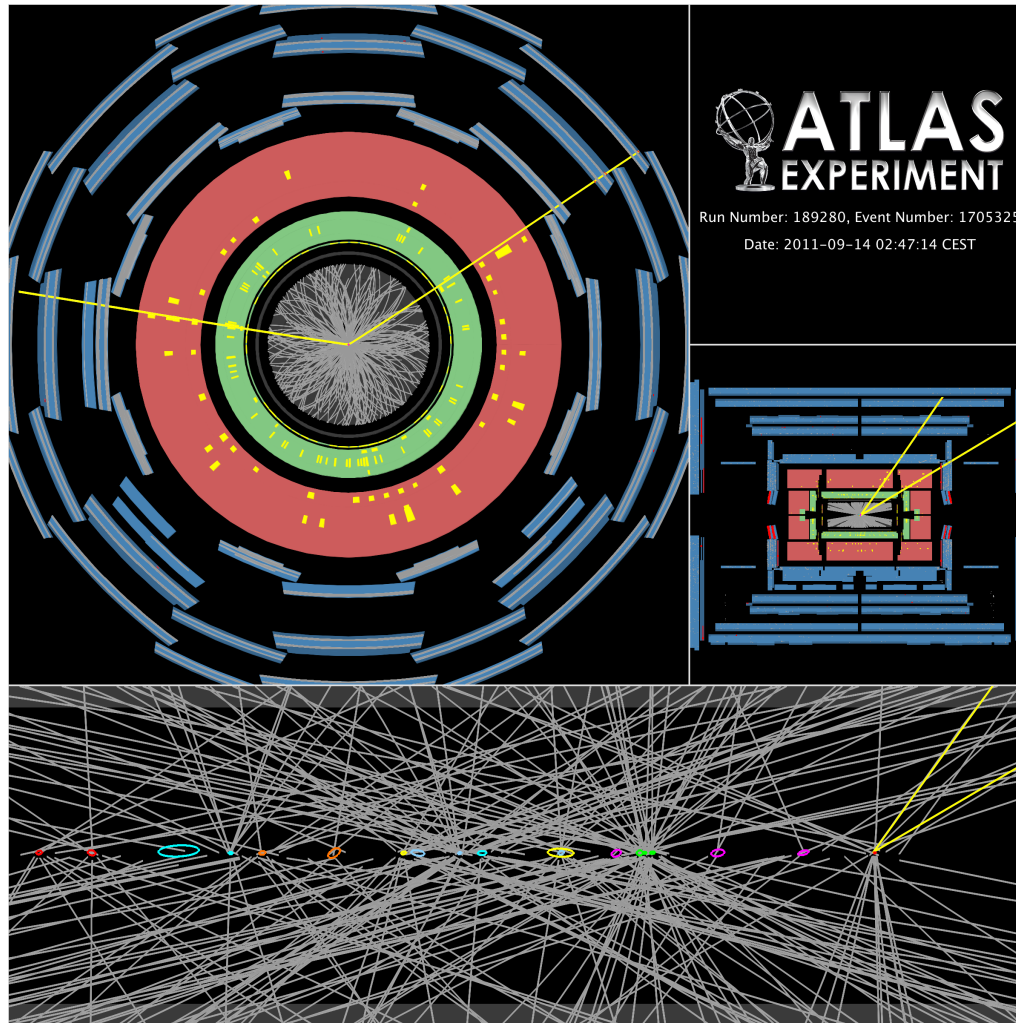 ATLAS
EXPERIMENT
Run Number: 189280, Event Number: 1705325
Date: 2011-09-14 02:47:14 CEST